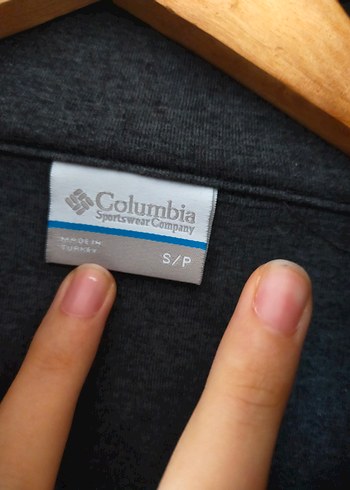 Columbia
Sportswear Company
MADE IN
TURKEY
S/P